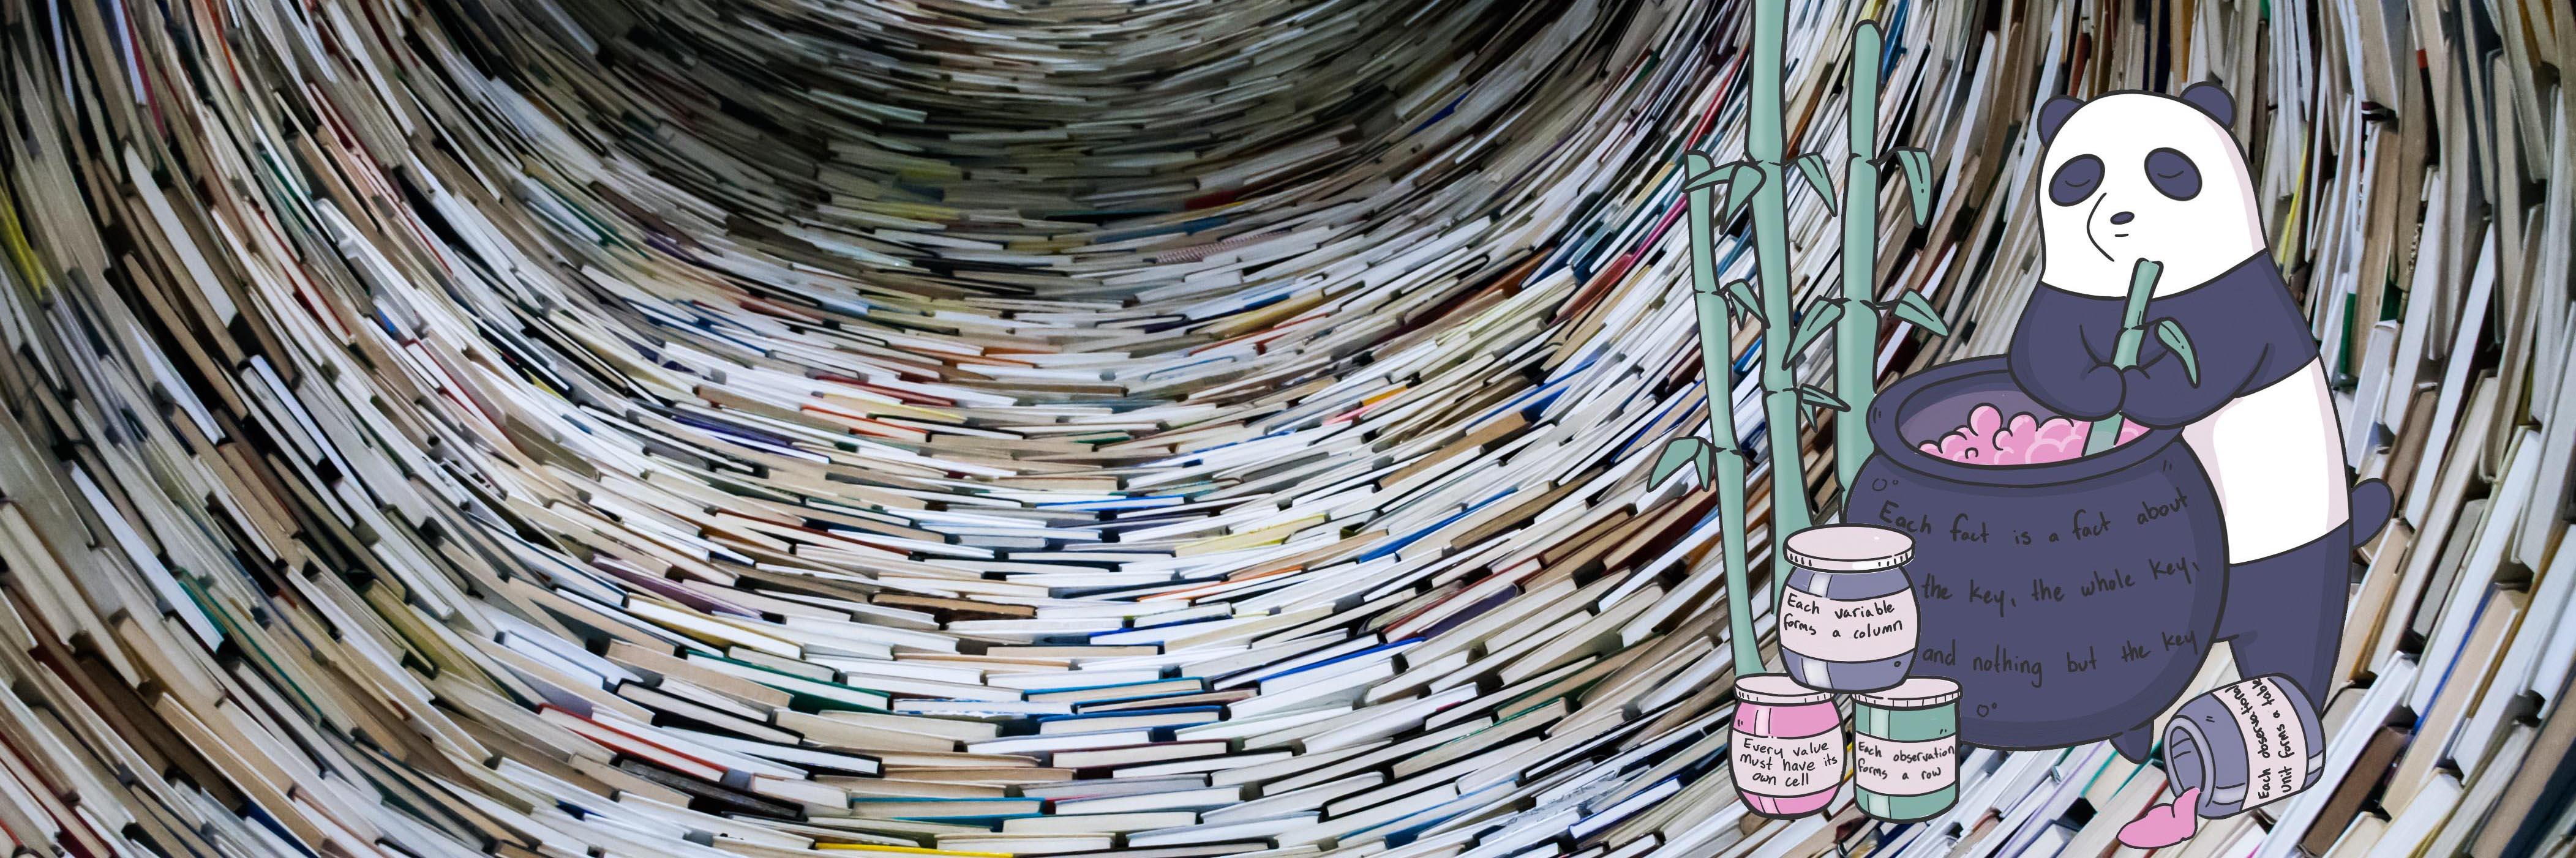 Each fact is a fact about
the key, the whole key,
and nothing but the key
Each variable
forms a column
Every value
must have its
own cell
Each observation
forms a row
Each observational
unit forms a table